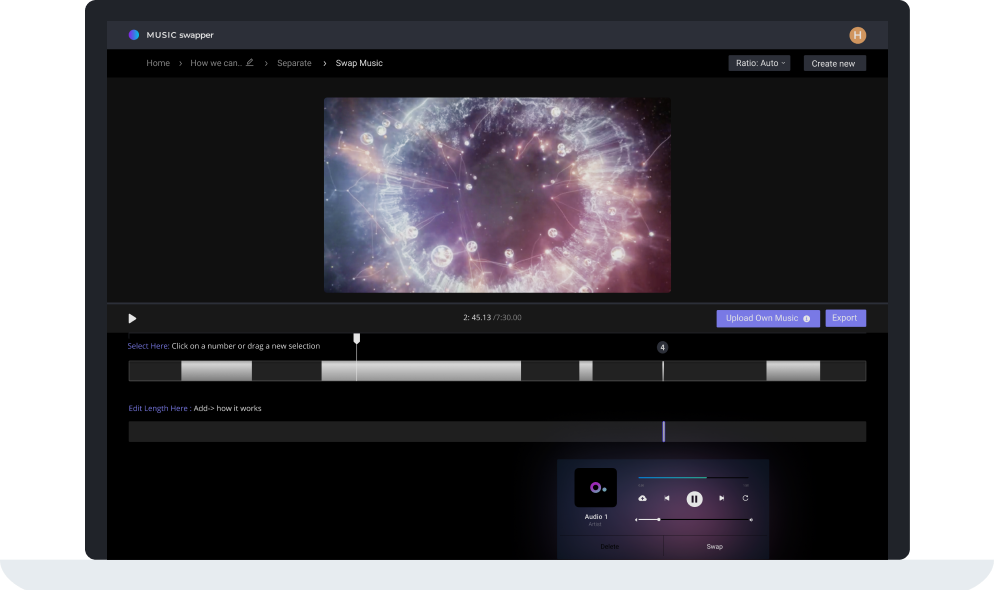 MUSIC swapper
H
Home > How we can.. > Separate > Swap Music
Ratio: Auto
Create new
2: 45.13 /7:30.00
Upload Own Music
Export
Select Here: Click on a number or drag a new selection
4
Edit Length Here : Add-> how it works
Audio 1
Artist
Delete
Swap